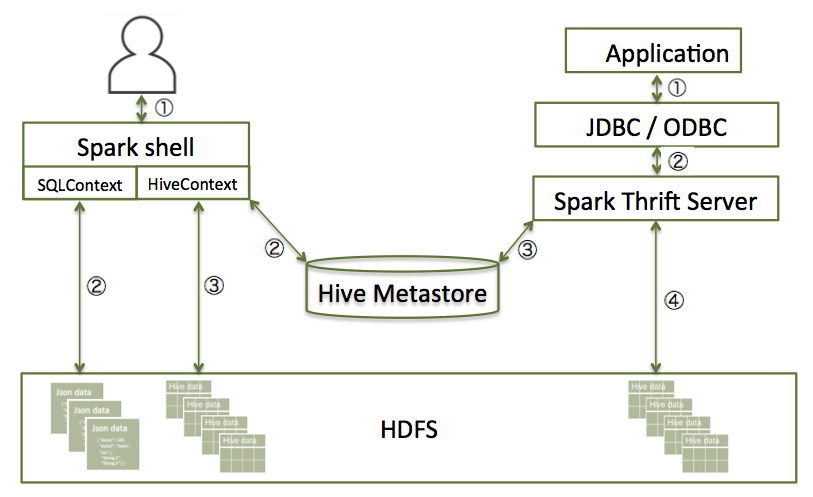 Application
①
①
JDBC / ODBC
Spark shell
②
SQLContext
HiveContext
Spark Thrift Server
②
③
②
③
Hive Metastore
④
Json data
Json data
Json data
Hive data
Hive data
Hive data
Hive data
HDFS
Hive data
Hive data
Hive data
Hive data